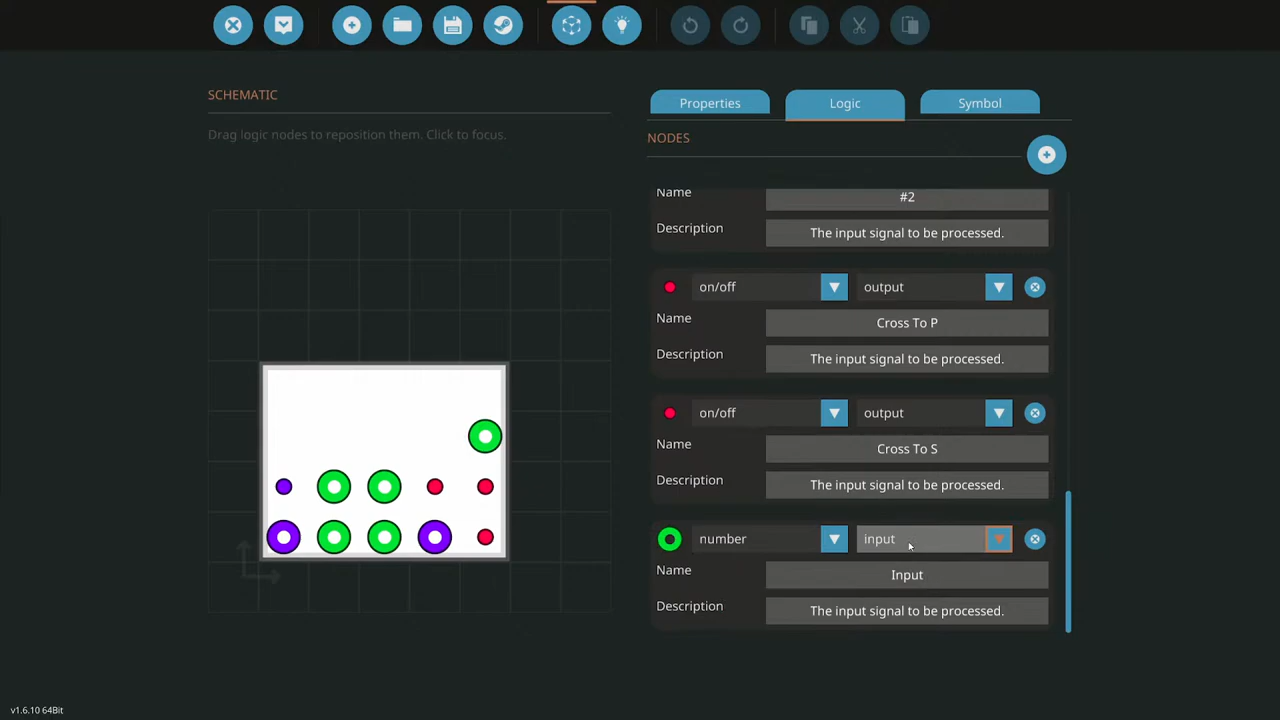 SCHEMATIC
Drag logic nodes to reposition them. Click to focus.
Properties
Logic
Symbol
NODES
Name
#2
Description
The input signal to be processed.
on/off
output
Name
Cross To P
Description
The input signal to be processed.
on/off
output
Name
Cross To S
Description
The input signal to be processed.
number
input
Name
Input
Description
The input signal to be processed.
v1.6.10 64Bit